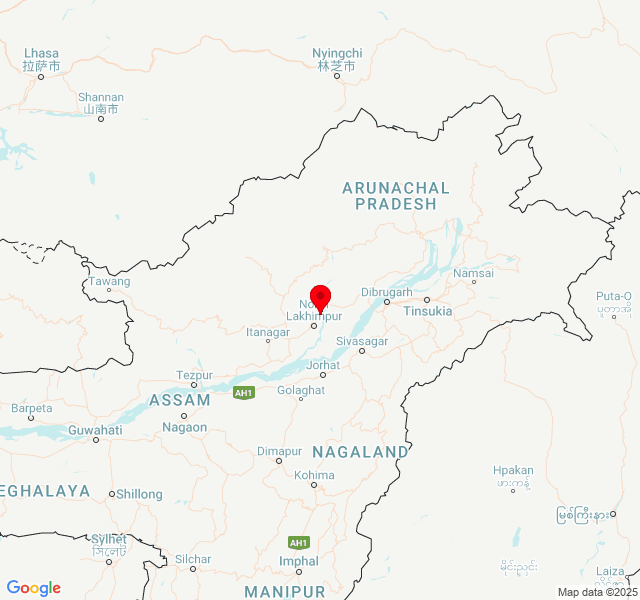 Lhasa
拉萨市
Nyingchi
林芝市
Shannan
山南市
ARUNACHAL
PRADESH
Tawang
Namsai
Dibrugarh
Tinsukia
Puta-O
ပူတာအို
Lakhimpur
Itanagar
Sivasagar
Jorhat
Tezpur
Golaghat
AH1
ASSAM
Barpeta
Nagaon
Guwahati
Dimapur
NAGALAND
Kohima
Hpakan
ဖားကန့်
EGHALAYA
Shillong
မြစ်ကြီးနား
Sylhet
সিলেট
AH1
Silchar
Imphal
မိုင်းညှင်း
Laiza
MANIPUR
Google
Map data ©2025